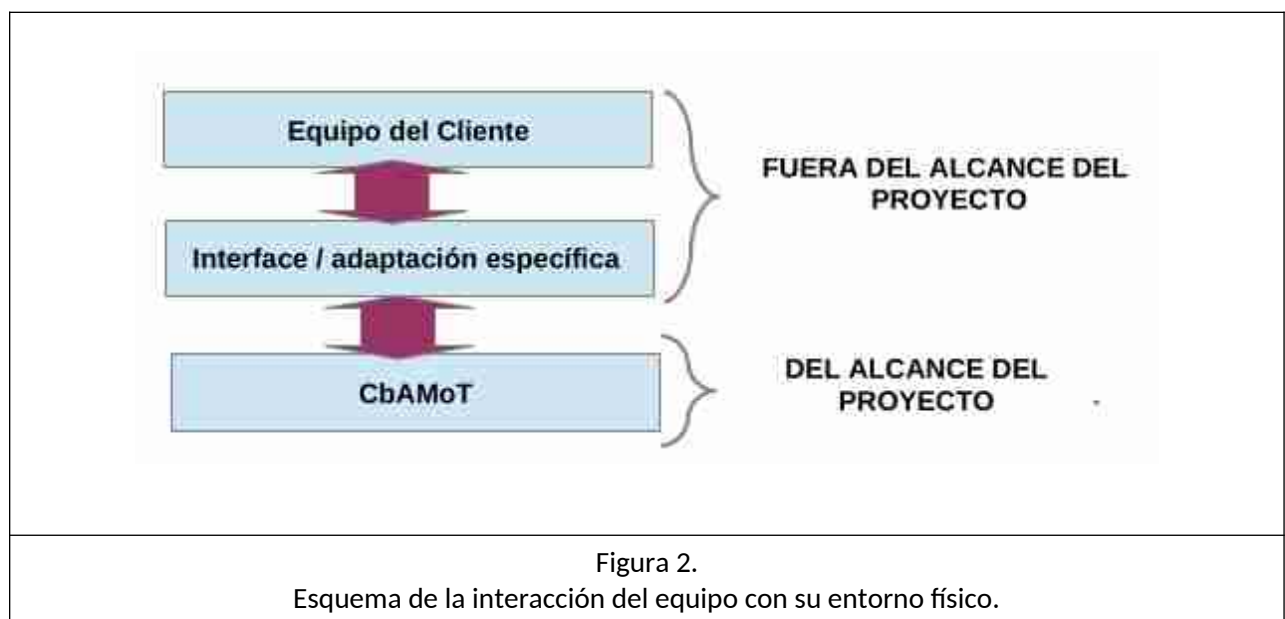 Equipo del Cliente
FUERA DEL ALCANCE DEL
PROYECTO
Interface / adaptación específica
DEL ALCANCE DEL
PROYECTO
CbAMoT
Figura 2.
Esquema de la interacción del equipo con su entorno físico.